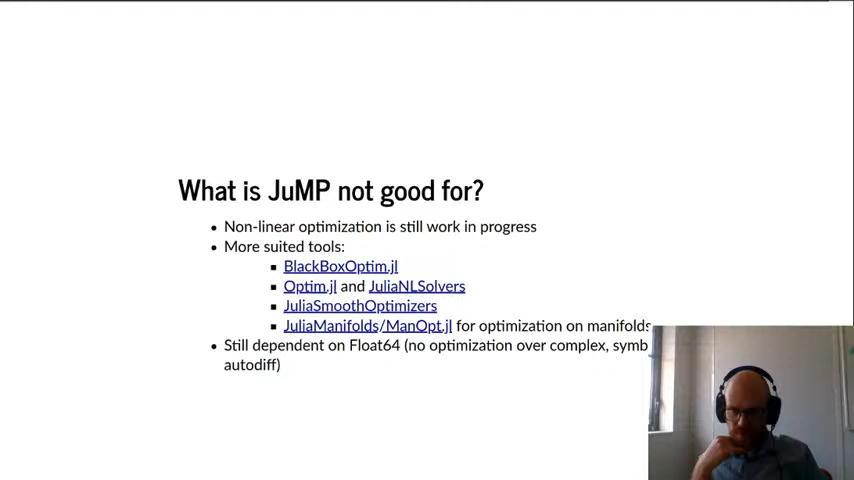 What is JuMP not good for?
Non-linear optimization is still work in progress
More suited tools:
BlackBoxOptim.jl
Optim.jl and JuliaNLSolvers
JuliaSmoothOptimizers
JuliaManifolds/ManOpt.jl for optimization on manifolds
Still dependent on Float64 (no optimization over complex, symb
autodiff)